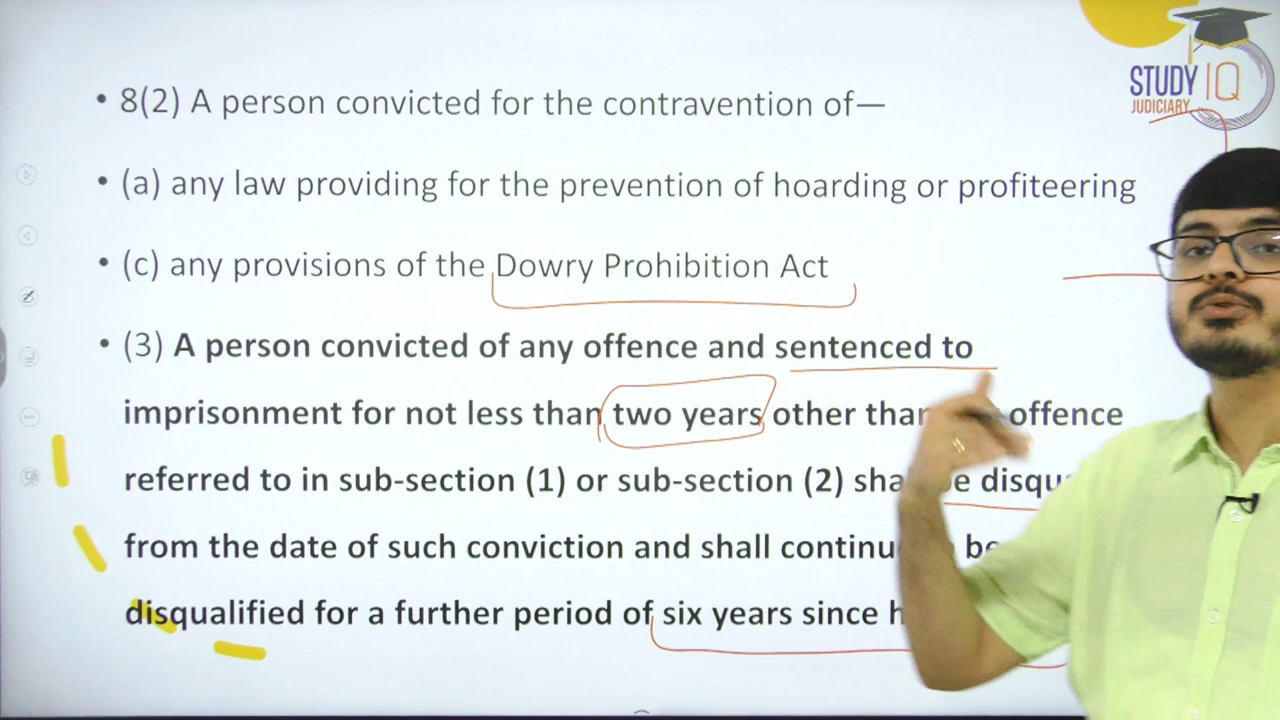 STUDY IQ
JUDICIARY
• 8(2) A person convicted for the contravention of—
• (a) any law providing for the prevention of hoarding or profiteering
• (c) any provisions of the Dowry Prohibition Act
• (3) A person convicted of any offence and sentenced to
imprisonment for not less than two years other offence
referred to in sub-section (1) or sub-section (2)
from the date of such conviction and shall
disqualified for a further period of six years since